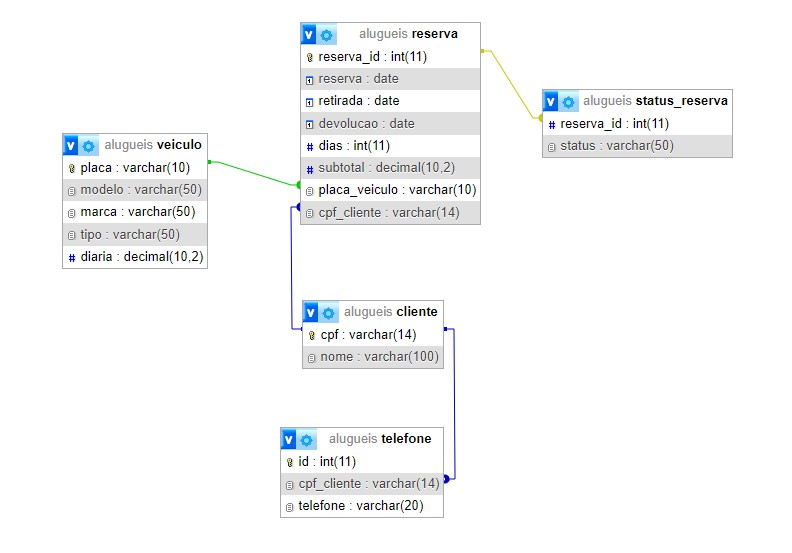 v alugueis reserva
reserva_id : int(11)
reserva : date
retirada : date
devolucao : date
# dias : int(11)
# subtotal : decimal(10,2)
placa_veiculo : varchar(10)
cpf_cliente : varchar(14)
v alugueis status_reserva
# reserva_id : int(11)
status : varchar(50)
v alugueis veiculo
placa : varchar(10)
modelo : varchar(50)
marca : varchar(50)
tipo : varchar(50)
# diaria : decimal(10,2)
v alugueis cliente
cpf : varchar(14)
nome : varchar(100)
v alugueis telefone
id : int(11)
cpf_cliente : varchar(14)
telefone : varchar(20)